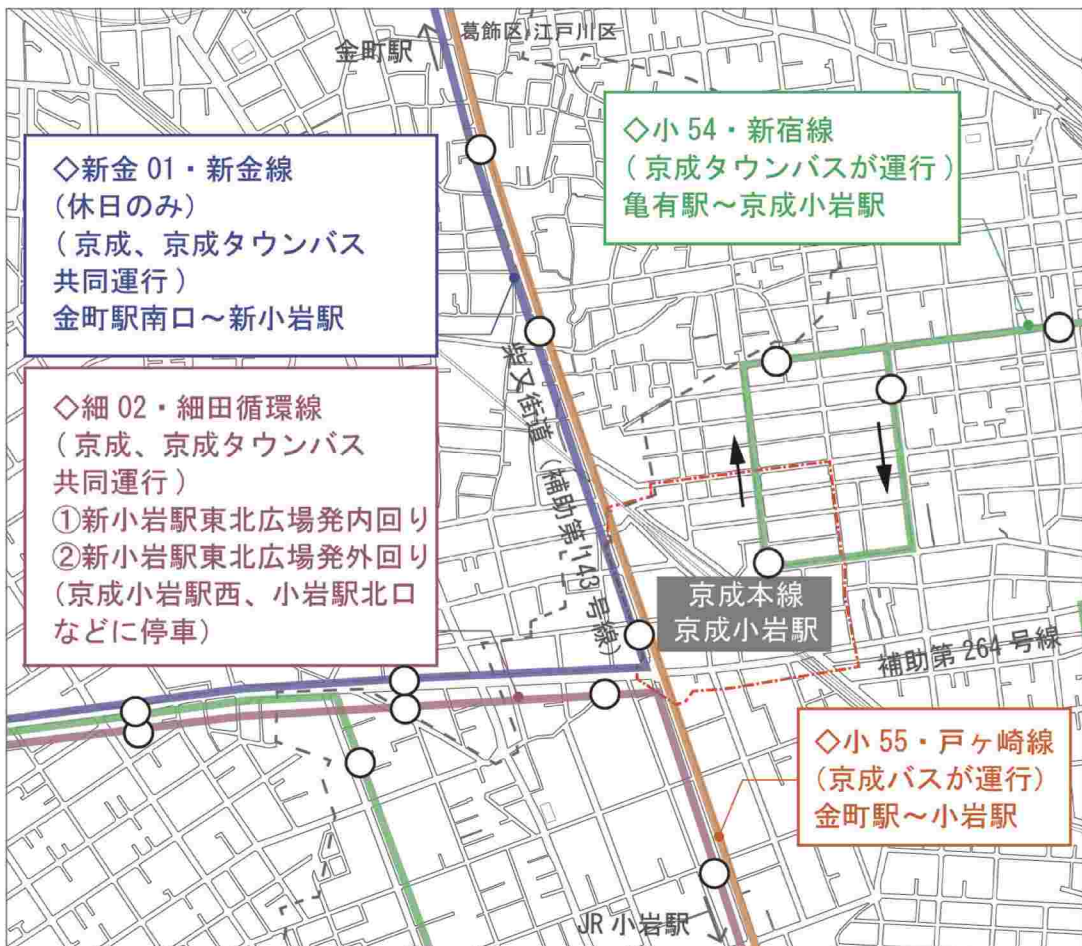 葛飾区/江戸川区
金町駅
◇新金 01・新金線
(休日のみ)
( 京成、京成タウンバス
共同運行 )
金町駅南口～新小岩駅
◇小 54・新宿線
( 京成タウンバスが運行 )
亀有駅～京成小岩駅
◇細 02・細田循環線
( 京成、京成タウンバス
共同運行 )
①新小岩駅東北広場発内回り
②新小岩駅東北広場発外回り
(京成小岩駅西、小岩駅北口
などに停車)
柴又街道（補助第 143 号線）
京成本線
京成小岩駅
補助第 264 号線
◇小 55・戸ヶ崎線
(京成バスが運行)
金町駅～小岩駅
JR 小岩駅